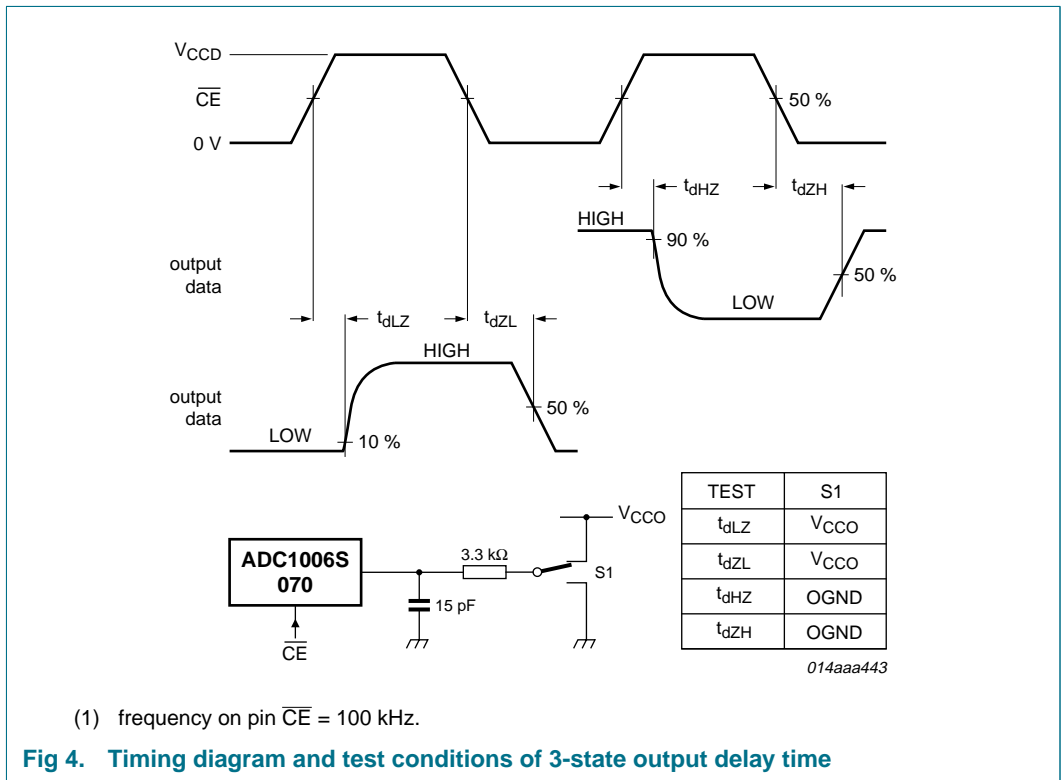 VCCD
CE
0 V
50 %
tdHZ
tdZH
HIGH
90 %
output
data
50 %
LOW
tdLZ
tdZL
HIGH
output
data
50 %
LOW
10 %
VCCO
ADC1006S
070
3.3 kΩ
S1
15 pF
CE
TEST S1
tdLZ VCCO
tdZL VCCO
tdHZ OGND
tdZH OGND
014aaa443
(1) frequency on pin CE = 100 kHz.
Fig 4. Timing diagram and test conditions of 3-state output delay time